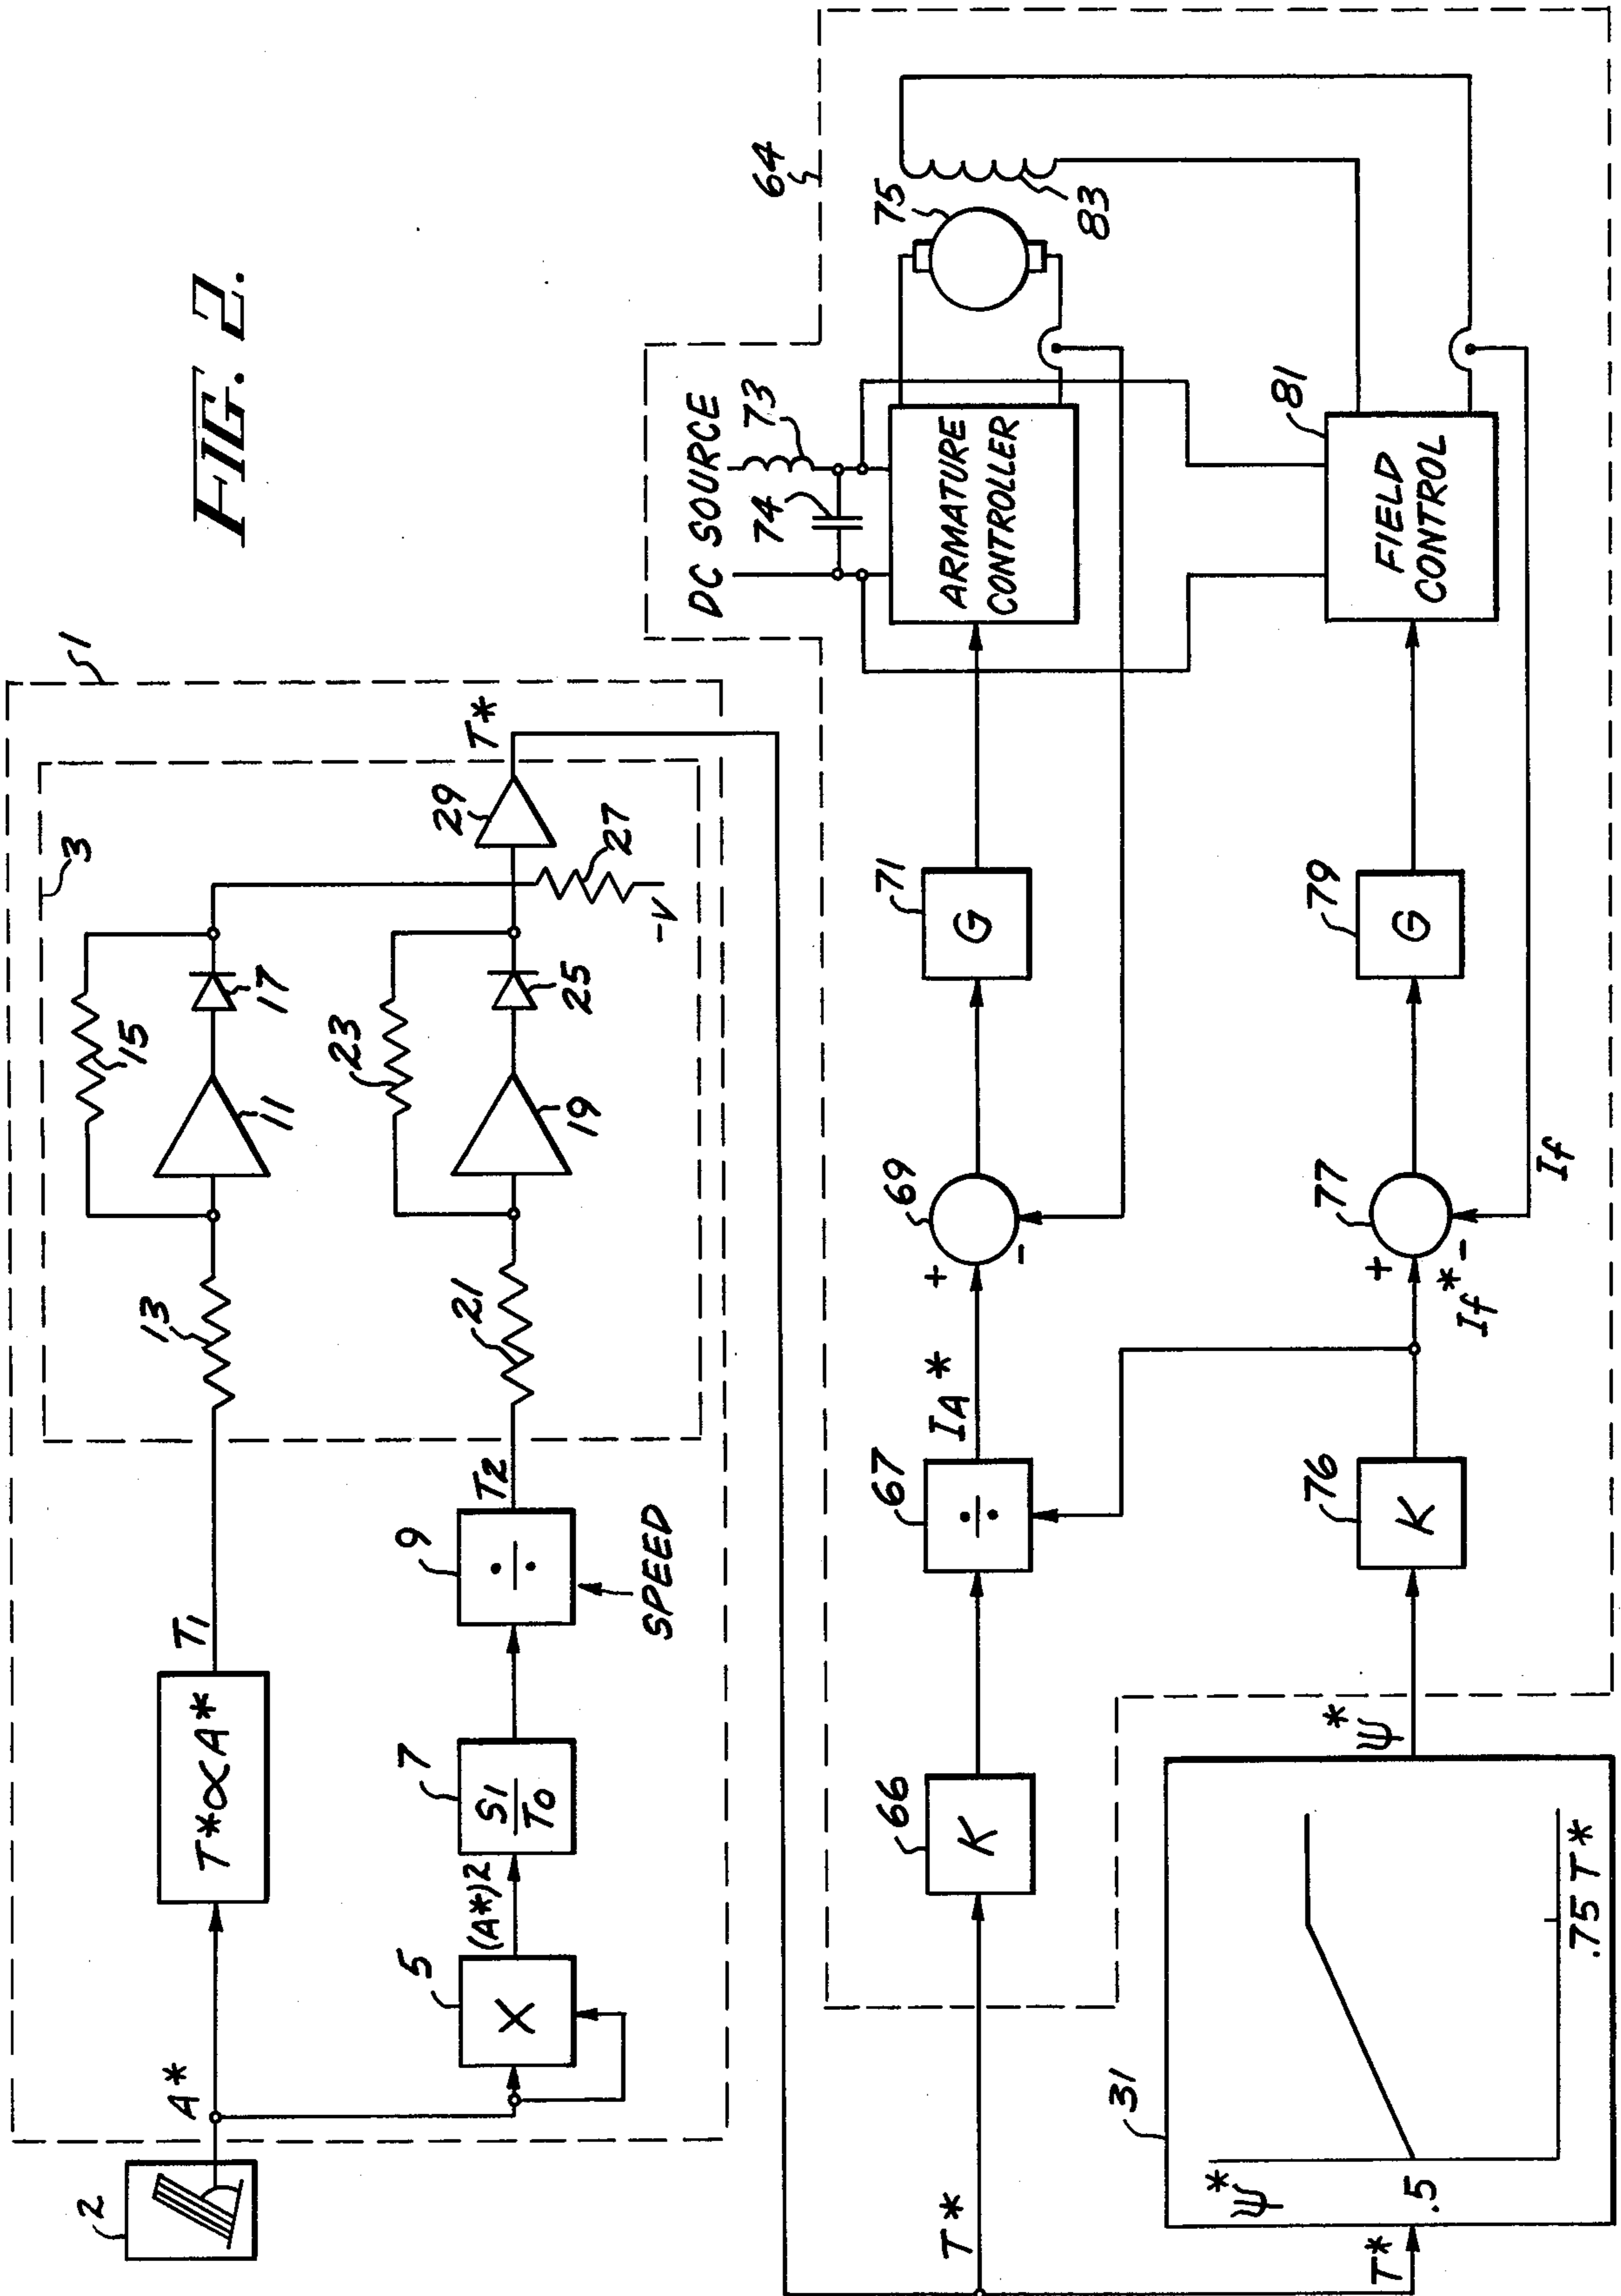 FIG. 2.
1
3
2
A*
T*∝A*
T1
13
15
11
17
5
X
(A*)2
7
S1
T0
9
÷
SPEED
T2
21
23
19
25
27
-V
29
T*
64
DC SOURCE
73
74
T*
66
K
67
÷
IA*
+
-
69
71
G
ARMATURE
CONTROLLER
75
83
T*
31
ψ*
.5
.75 T*
ψ*
76
K
If*
+
-
77
If
79
G
81
FIELD
CONTROL